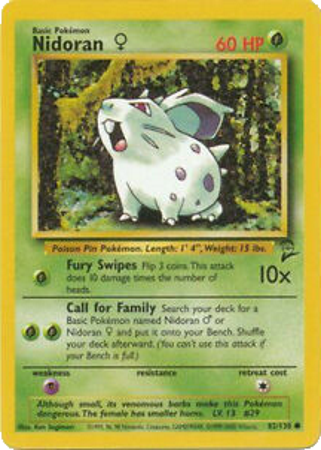 Basic Pokémon
Nidoran ♀ 60 HP
Poison Pin Pokémon. Length: 1' 4", Weight: 15 lbs.
Fury Swipes Flip 3 coins. This attack
does 10 damage times the number of
heads.
10x
Call for Family Search your deck for a
Basic Pokémon named Nidoran ♂ or
Nidoran ♀ and put it onto your Bench. Shuffle
your deck afterward. (You can't use this attack if
your Bench is full.)
weakness resistance retreat cost
Although small, its venomous barbs make this Pokémon
dangerous. The female has smaller horns. LV. 13 #29
Illus. Ken Sugimori 82/130